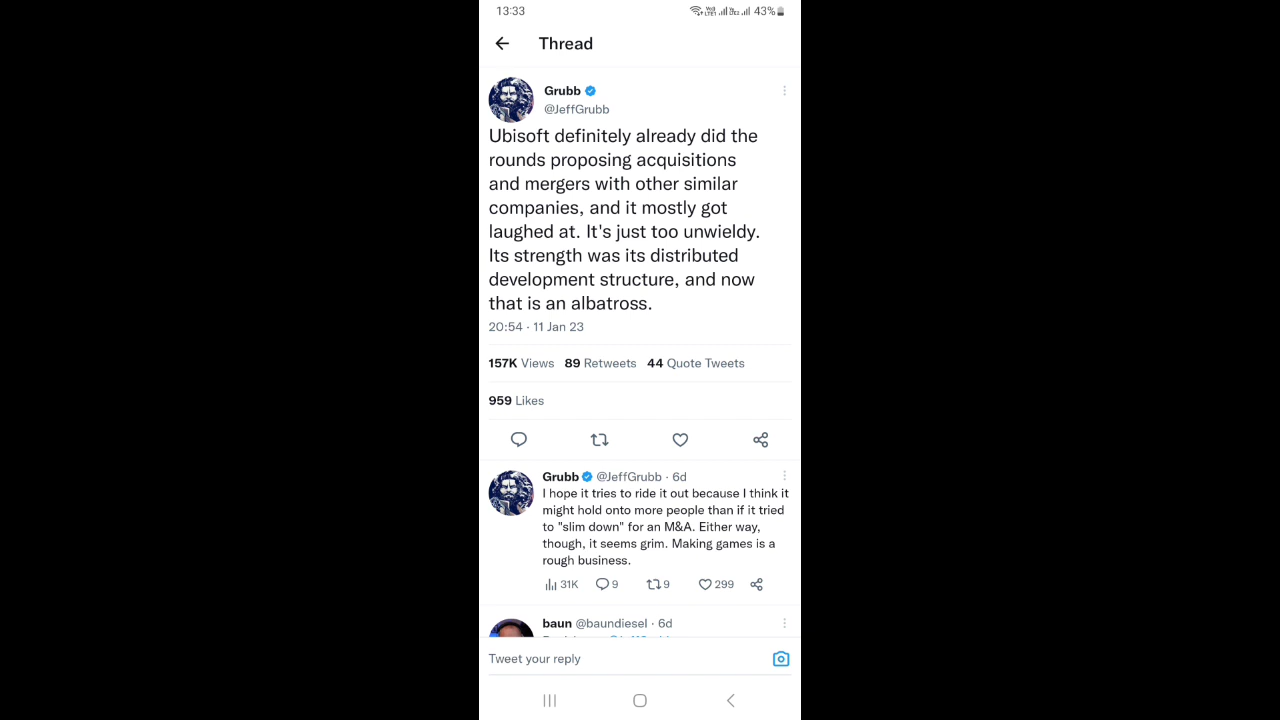 13:33
43%
Thread
Grubb
@JeffGrubb
Ubisoft definitely already did the
rounds proposing acquisitions
and mergers with other similar
companies, and it mostly got
laughed at. It's just too unwieldy.
Its strength was its distributed
development structure, and now
that is an albatross.
20:54 · 11 Jan 23
157K Views 89 Retweets 44 Quote Tweets
959 Likes
Grubb @JeffGrubb · 6d
I hope it tries to ride it out because I think it
might hold onto more people than if it tried
to "slim down" for an M&A. Either way,
though, it seems grim. Making games is a
rough business.
31K 9 9 299
baun @baundiesel · 6d
Tweet your reply